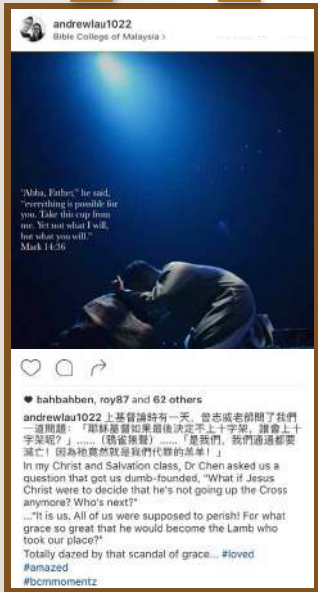 andrewlau1022
Bible College of Malaysia >
"Abba, Father," he said,
"everything is possible for
you. Take this cup from
me. Yet not what I will,
but what you will."
Mack 14:36
bahbahben, roy87 and 62 others
andrewlau1022 上基督論時有一天，曾志威老師問了我們
一道問題：「耶穌基督如果最後決定不上十字架，誰會上十
字架呢？」……（鴉雀無聲）……「是我們，我們通通都要
滅亡！因為祂竟然就是我們代罪的羔羊！」
In my Christ and Salvation class, Dr Chen asked us a
question that got us dumb-founded, "What if Jesus
Christ were to decide that he's not going up the Cross
anymore? Who's next?"
..."It is us. All of us were supposed to perish! For what
grace so great that he would become the Lamb who
took our place?"
Totally dazed by that scandal of grace... #loved
#amazed
#bcmmomentz